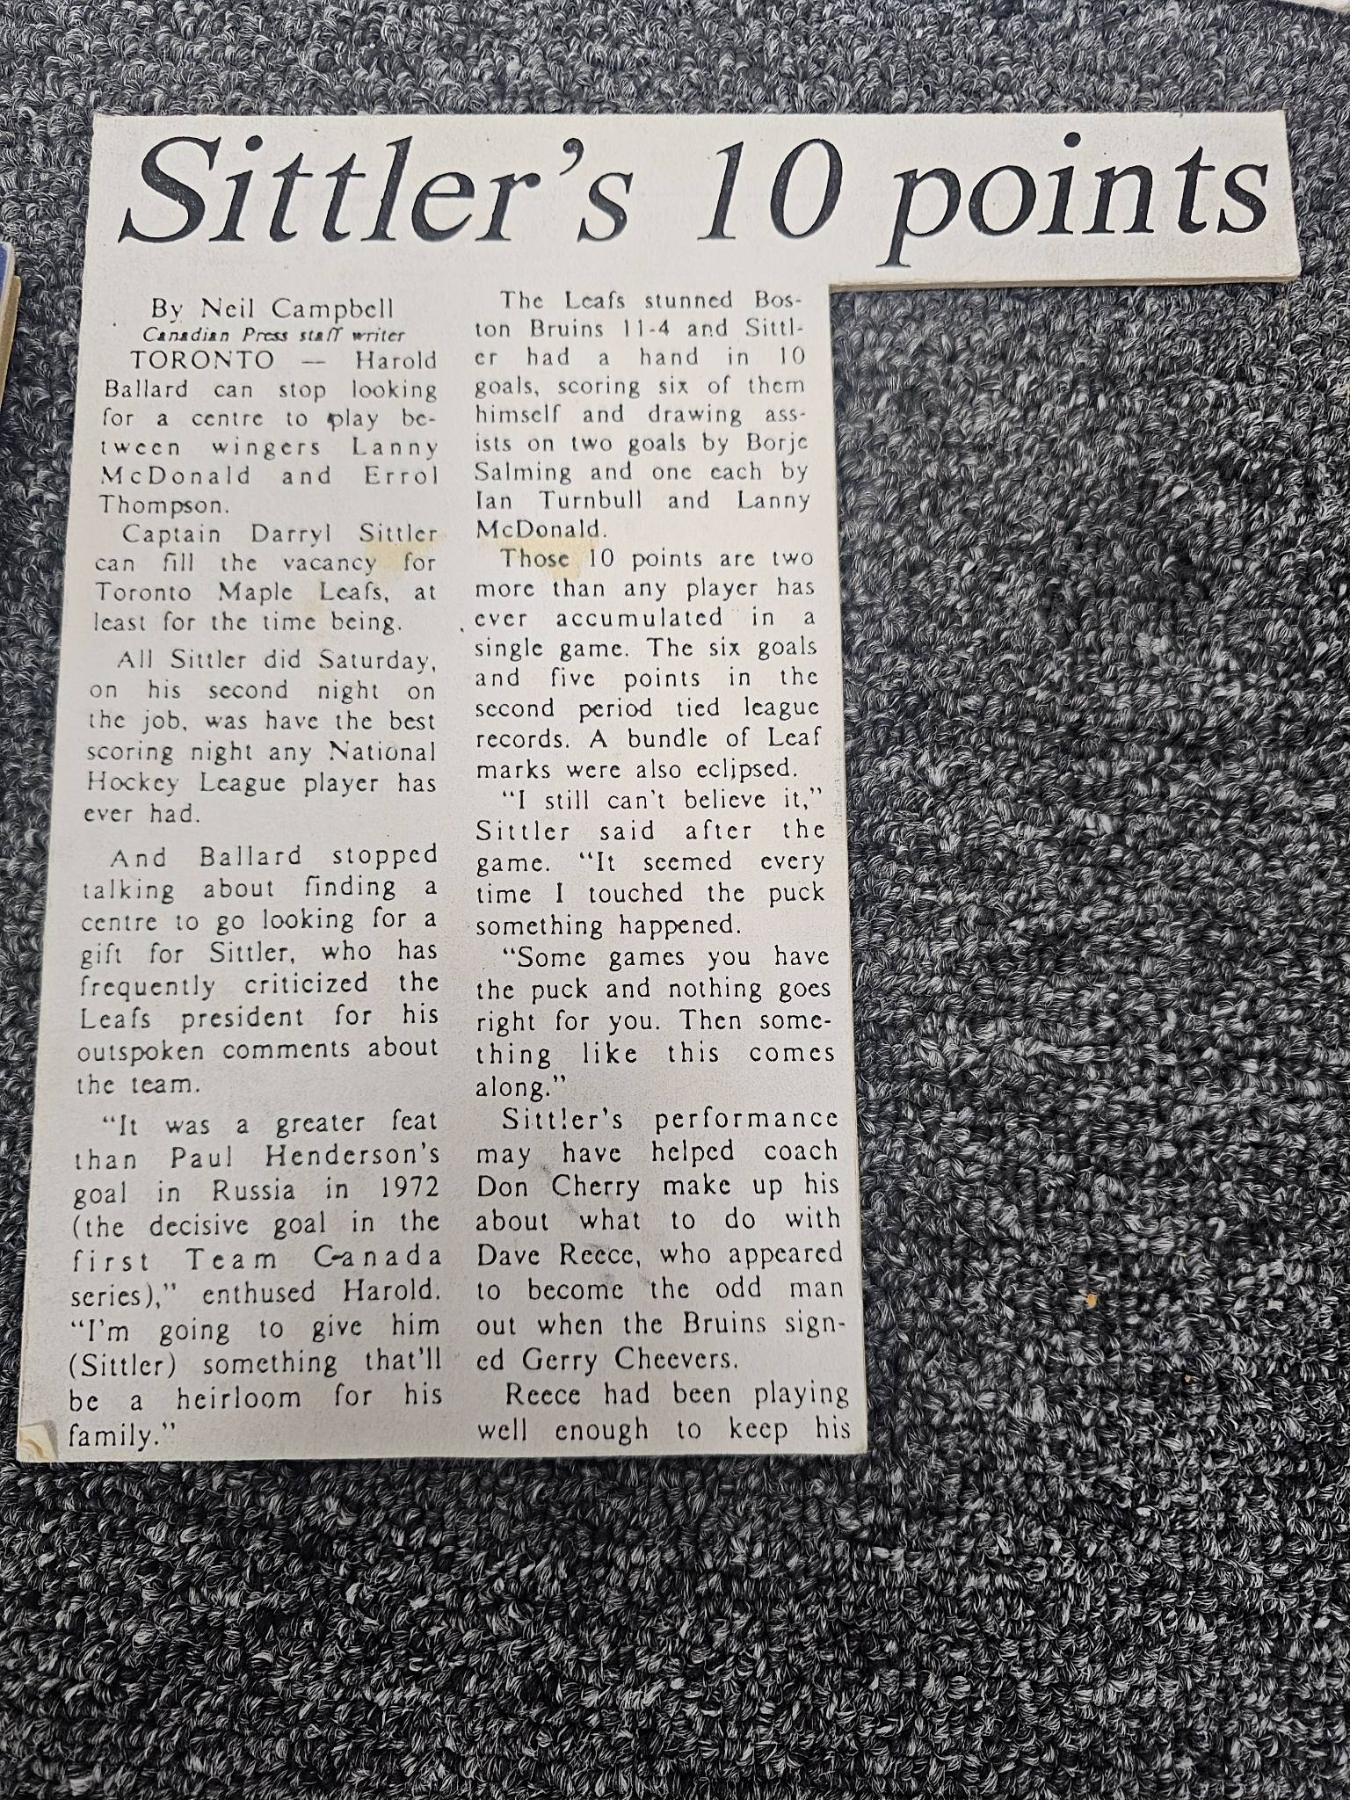 Sittler's 10 points
By Neil Campbell
Canadian Press staff writer
TORONTO — Harold
Ballard can stop looking
for a centre to play be-
tween wingers Lanny
McDonald and Errol
Thompson.
Captain Darryl Sittler
can fill the vacancy for
Toronto Maple Leafs, at
least for the time being.
All Sittler did Saturday,
on his second night on
the job, was have the best
scoring night any National
Hockey League player has
ever had.
And Ballard stopped
talking about finding a
centre to go looking for a
gift for Sittler, who has
frequently criticized the
Leafs president for his
outspoken comments about
the team.
“It was a greater feat
than Paul Henderson's
goal in Russia in 1972
(the decisive goal in the
first Team Canada
series),” enthused Harold.
“I'm going to give him
(Sittler) something that'll
be a heirloom for his
family.”
The Leafs stunned Bos-
ton Bruins 11-4 and Sittl-
er had a hand in 10
goals, scoring six of them
himself and drawing ass-
ists on two goals by Borje
Salming and one each by
Ian Turnbull and Lanny
McDonald.
Those 10 points are two
more than any player has
ever accumulated in a
single game. The six goals
and five points in the
second period tied league
records. A bundle of Leaf
marks were also eclipsed.
“I still can't believe it,”
Sittler said after the
game. “It seemed every
time I touched the puck
something happened.
“Some games you have
the puck and nothing goes
right for you. Then some-
thing like this comes
along.”
Sittler's performance
may have helped coach
Don Cherry make up his
about what to do with
Dave Reece, who appeared
to become the odd man
out when the Bruins sign-
ed Gerry Cheevers.
Reece had been playing
well enough to keep his